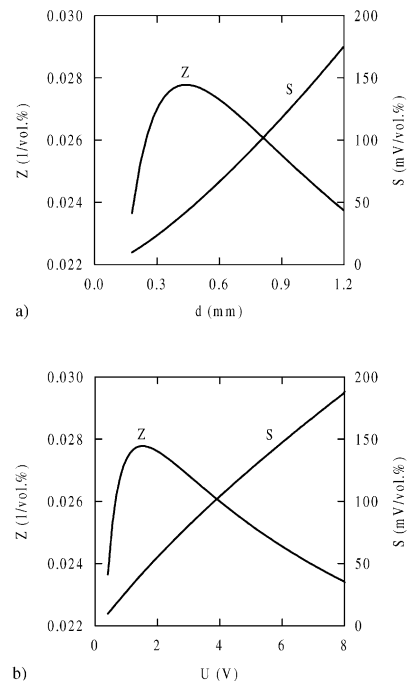 0.030
0.028
0.026
0.024
0.022
Z (1/vol.%)
Z
S
200
150
100
50
0
S (mV/vol.%)
0.0 0.3 0.6 0.9 1.2
d (mm)
a)
0.030
0.028
0.026
0.024
0.022
Z (1/vol.%)
Z
S
200
150
100
50
0
S (mV/vol.%)
0 2 4 6 8
U (V)
b)